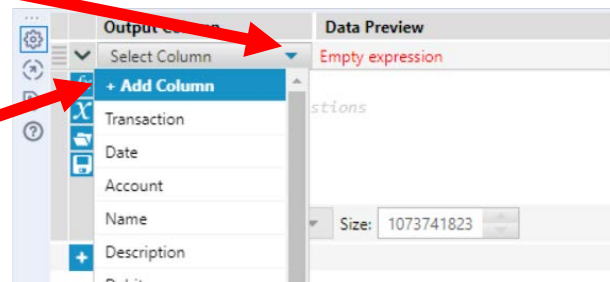 Data Preview
Select Column
Empty expression
+ Add Column
Transaction
Date
Account
Name
Size: 1073741823
Description